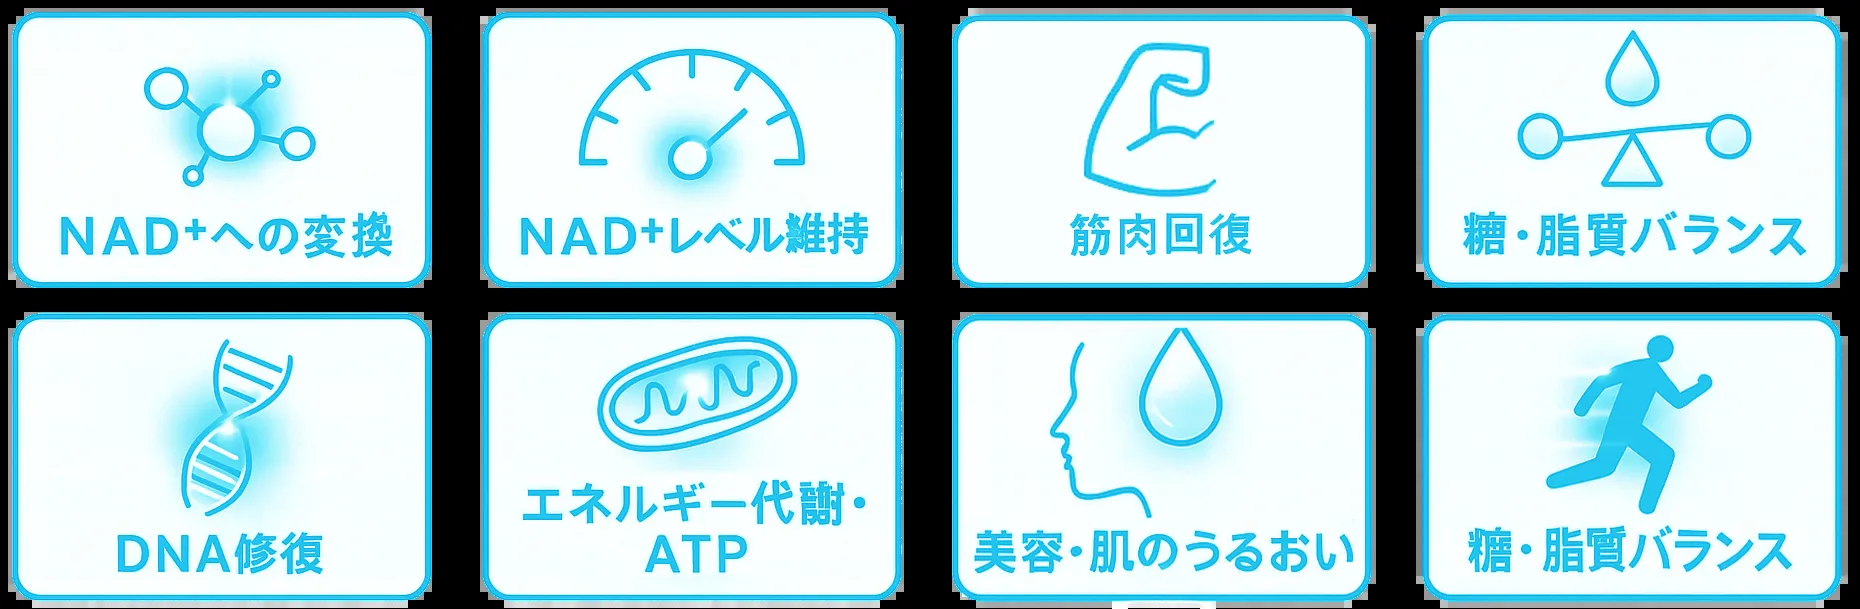 NAD⁺への変換
NAD⁺レベル維持
筋肉回復
糖・脂質バランス
DNA修復
エネルギー代謝・
ATP
美容・肌のうるおい
糖・脂質バランス